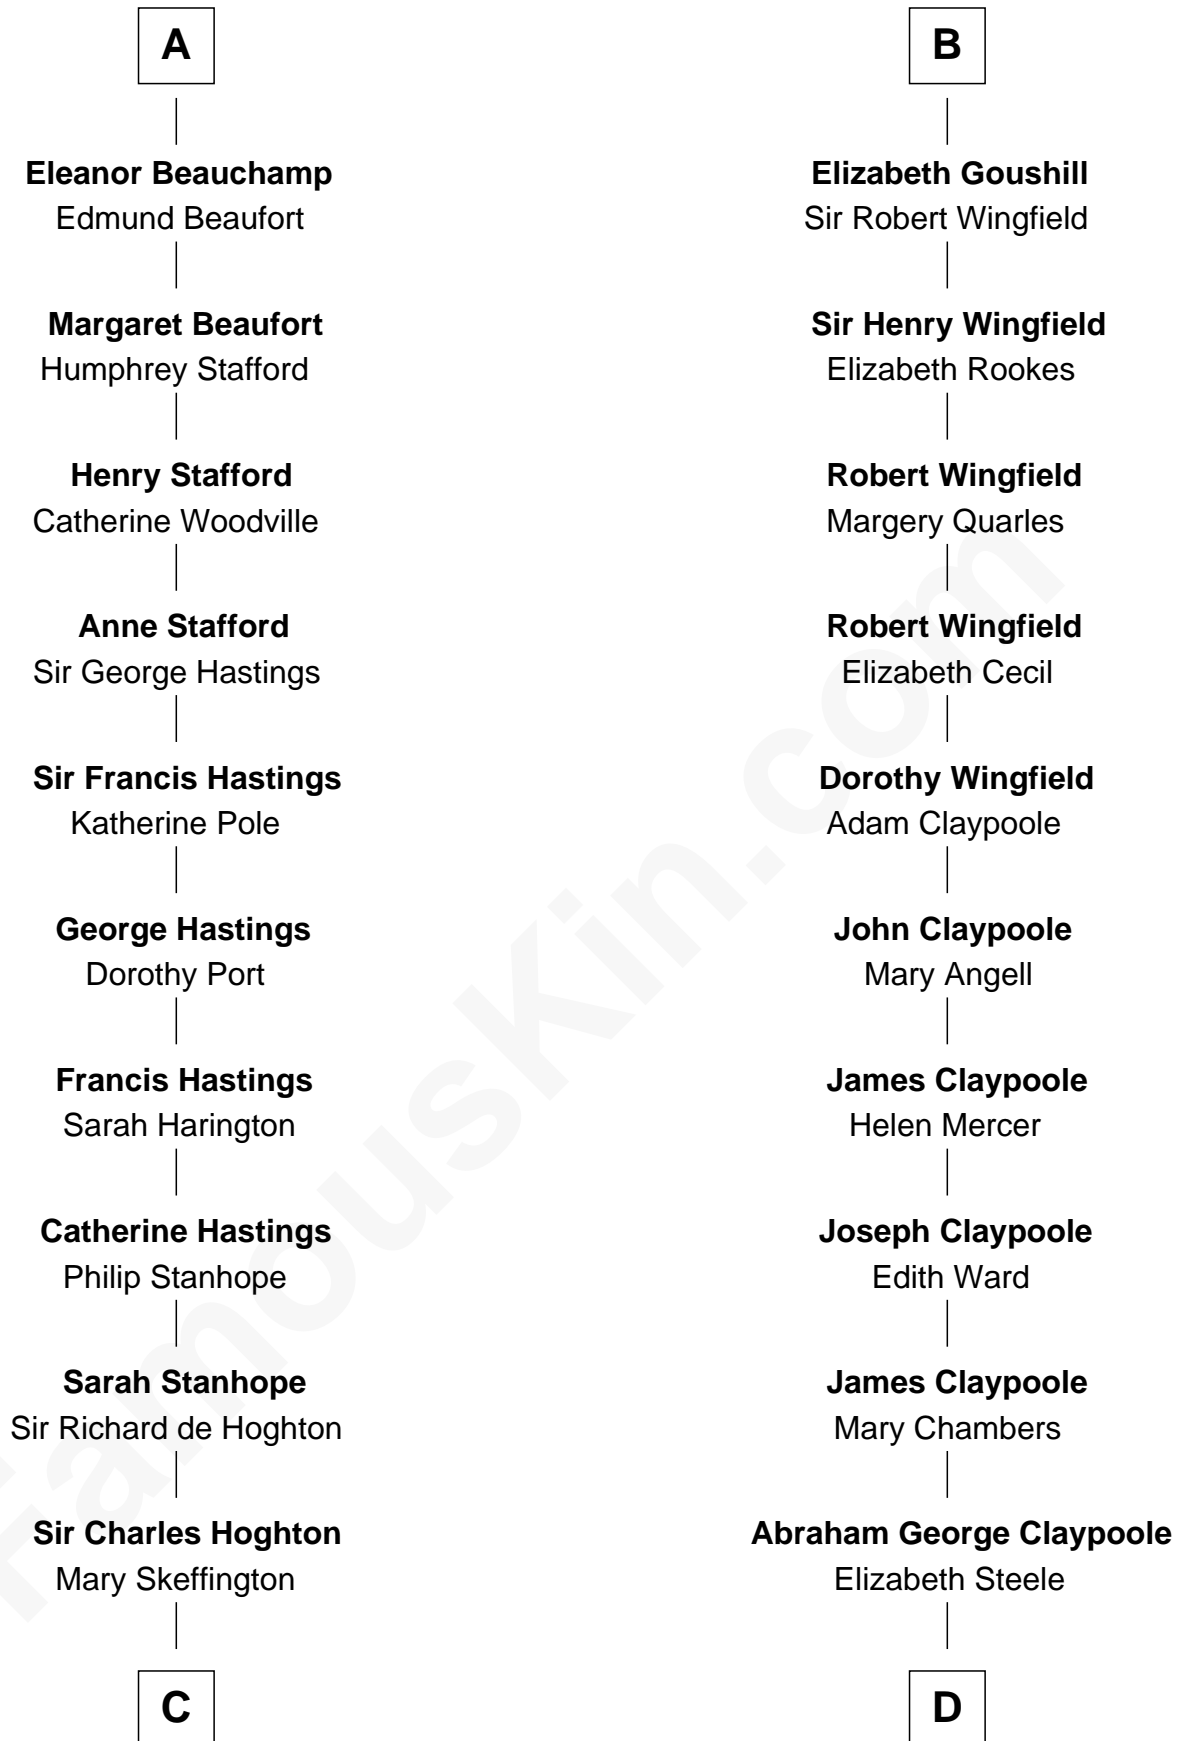 A
Eleanor Beauchamp
Edmund Beaufort
Margaret Beaufort
Humphrey Stafford
Henry Stafford
Catherine Woodville
Anne Stafford
Sir George Hastings
Sir Francis Hastings
Katherine Pole
George Hastings
Dorothy Port
Francis Hastings
Sarah Harington
Catherine Hastings
Philip Stanhope
Sarah Stanhope
Sir Richard de Hoghton
Sir Charles Hoghton
Mary Skeffington
C
B
Elizabeth Goushill
Sir Robert Wingfield
Sir Henry Wingfield
Elizabeth Rookes
Robert Wingfield
Margery Quarles
Robert Wingfield
Elizabeth Cecil
Dorothy Wingfield
Adam Claypoole
John Claypoole
Mary Angell
James Claypoole
Helen Mercer
Joseph Claypoole
Edith Ward
James Claypoole
Mary Chambers
Abraham George Claypoole
Elizabeth Steele
D
FamousKin.com